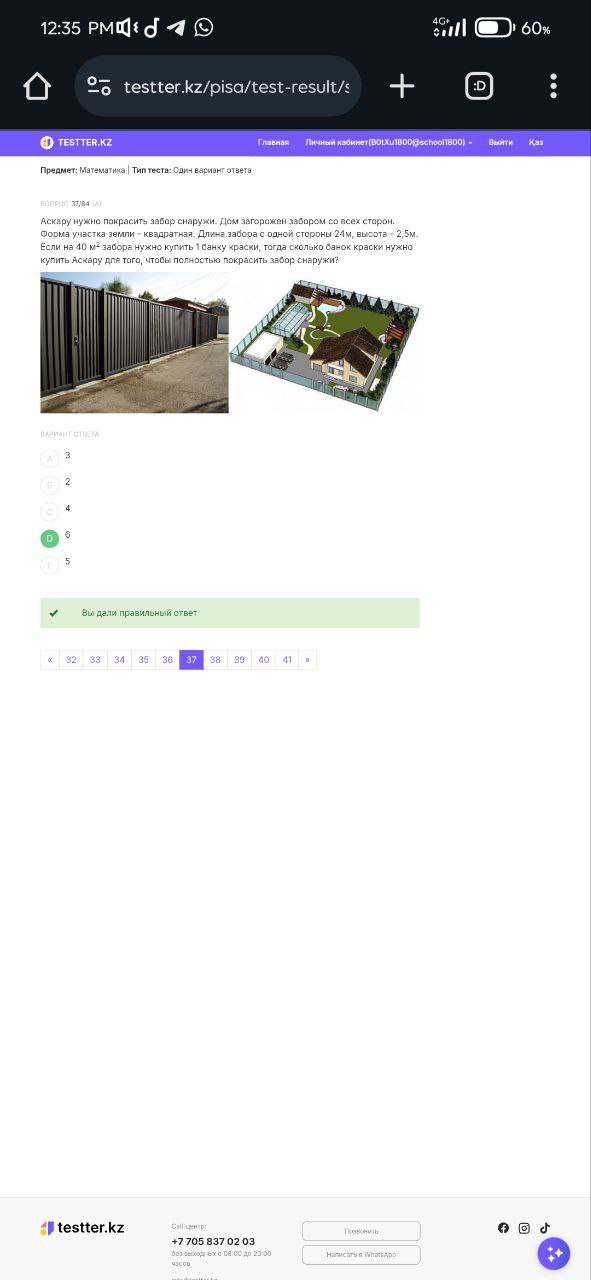 12:35 PM 4G+ 60%
testter.kz/pisa/test-result/s :D
TESTTER.KZ Главная Личный кабинет(B0tXu1800@school1800) Выйти Қаз
Предмет: Математика | Тип теста: Один вариант ответа
ВОПРОС 37/84 (A)
Аскару нужно покрасить забор снаружи. Дом загорожен забором со всех сторон.
Форма участка земли – квадратная. Длина забора с одной стороны 24м, высота – 2,5м.
Если на 40 м² забора нужно купить 1 банку краски, тогда сколько банок краски нужно
купить Аскару для того, чтобы полностью покрасить забор снаружи?
ВАРИАНТ ОТВЕТА
A 3
B 2
C 4
D 6
E 5
Вы дали правильный ответ
« 32 33 34 35 36 37 38 39 40 41 »
testter.kz
Call-центр:
+7 705 837 02 03
без выходных с 08:00 до 20:00
часов
Позвонить
Написать в WhatsApp